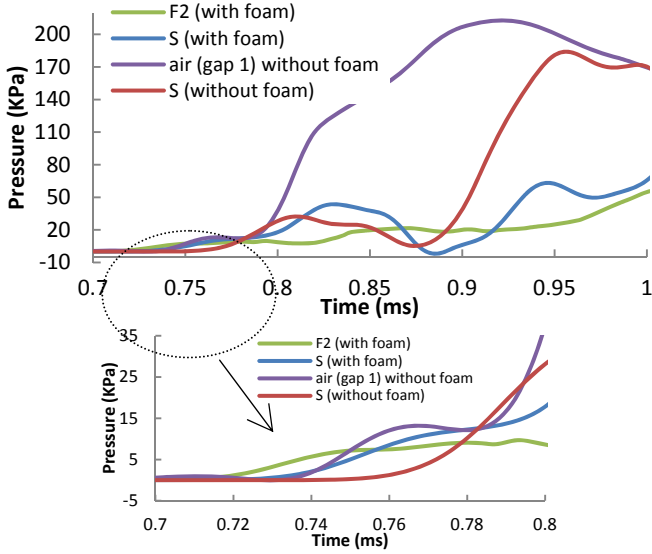 F2 (with foam)
S (with foam)
air (gap 1) without foam
S (without foam)
Pressure (KPa)
200
170
140
110
80
50
20
-10
0.7 0.75 0.8 0.85 0.9 0.95 1
Time (ms)
F2 (with foam)
S (with foam)
air (gap 1) without foam
S (without foam)
Pressure (KPa)
35
25
15
5
-5
0.7 0.72 0.74 0.76 0.78 0.8
Time (ms)